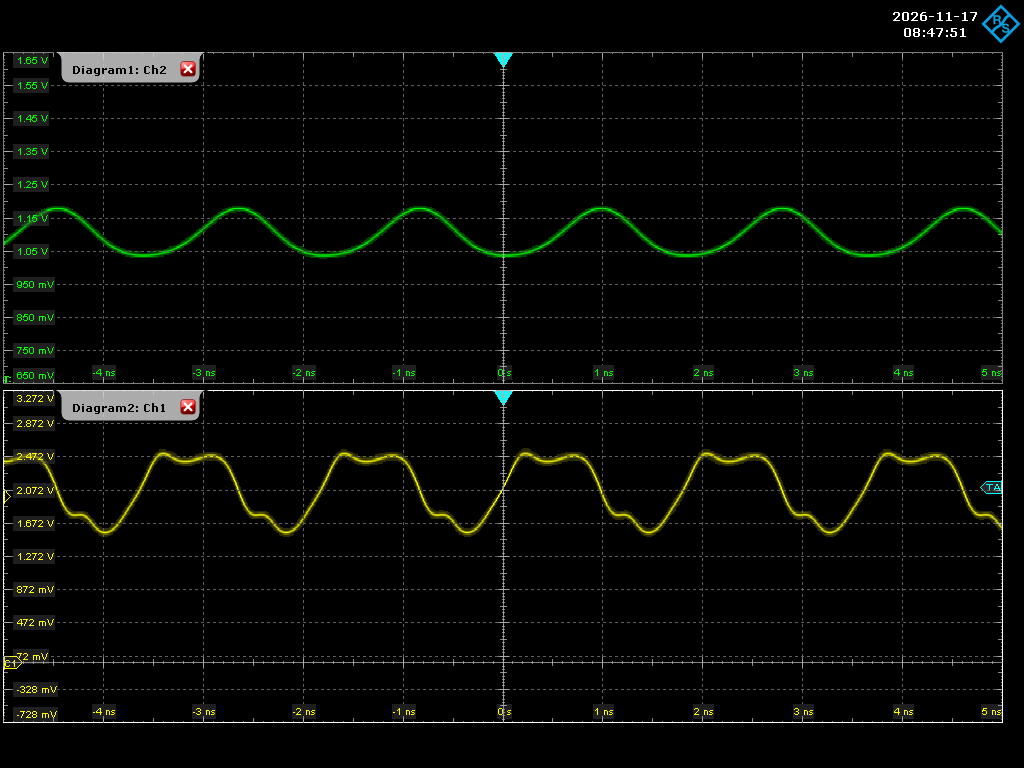 2026-11-17
08:47:51
R&S
Diagram1: Ch2
1.65 V
1.55 V
1.45 V
1.35 V
1.25 V
1.15 V
1.05 V
950 mV
850 mV
750 mV
650 mV
-4 ns -3 ns -2 ns -1 ns 0 s 1 ns 2 ns 3 ns 4 ns 5 ns
Diagram2: Ch1
3.272 V
2.872 V
2.472 V
2.072 V
TA
1.672 V
1.272 V
872 mV
472 mV
72 mV
C1
-328 mV
-728 mV
-4 ns -3 ns -2 ns -1 ns 0 s 1 ns 2 ns 3 ns 4 ns 5 ns